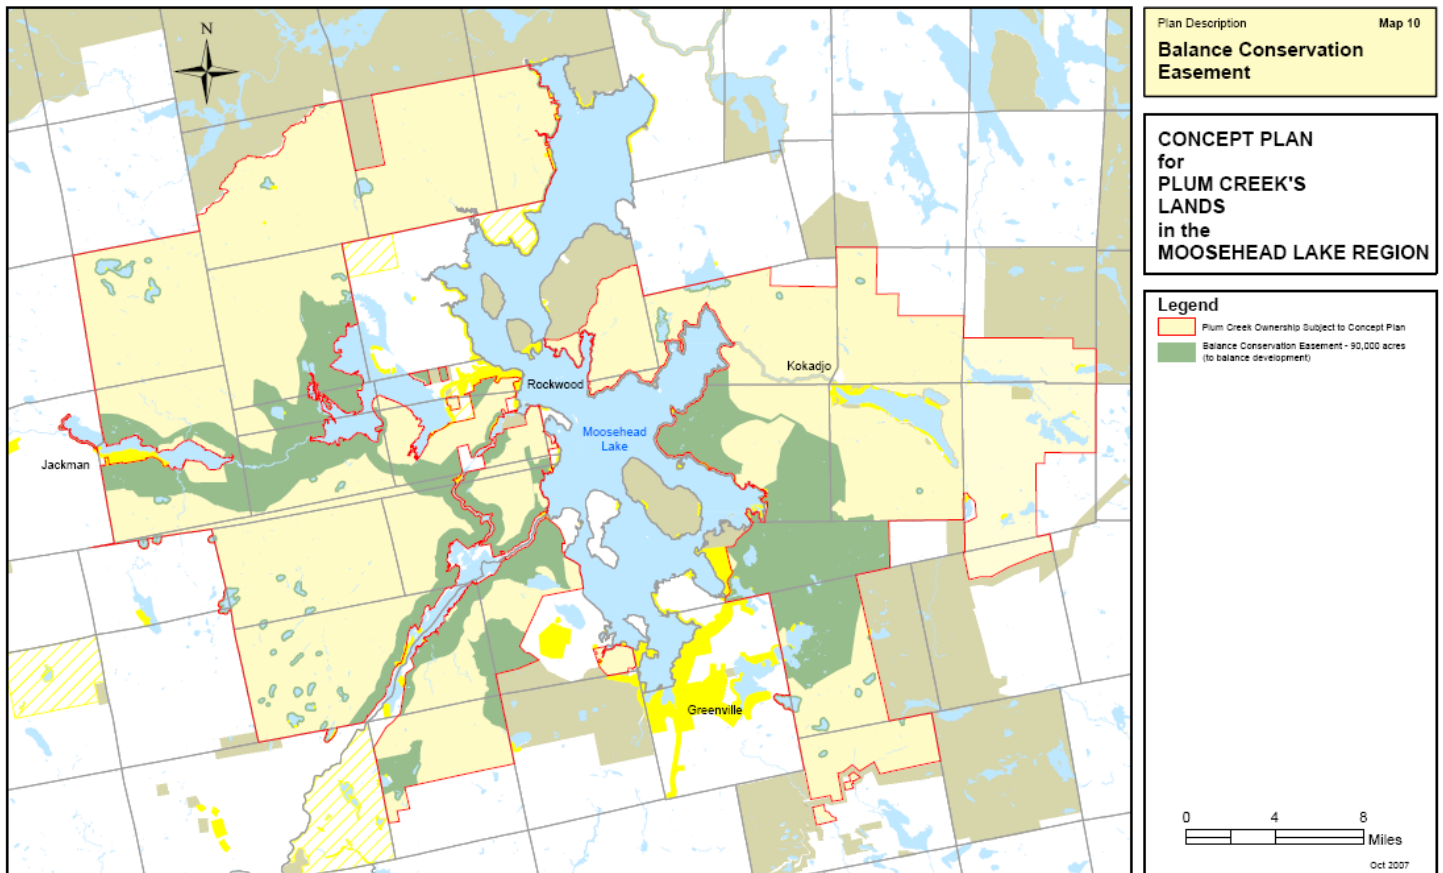 N
Rockwood
Kokadjo
Moosehead
Lake
Jackman
Greenville
Plan Description Map 10
Balance Conservation
Easement
CONCEPT PLAN
for
PLUM CREEK'S
LANDS
in the
MOOSEHEAD LAKE REGION
Legend
Plum Creek Ownership Subject to Concept Plan
Balance Conservation Easement - 90,000 acres
(to balance development)
0 4 8
Miles
Oct 2007